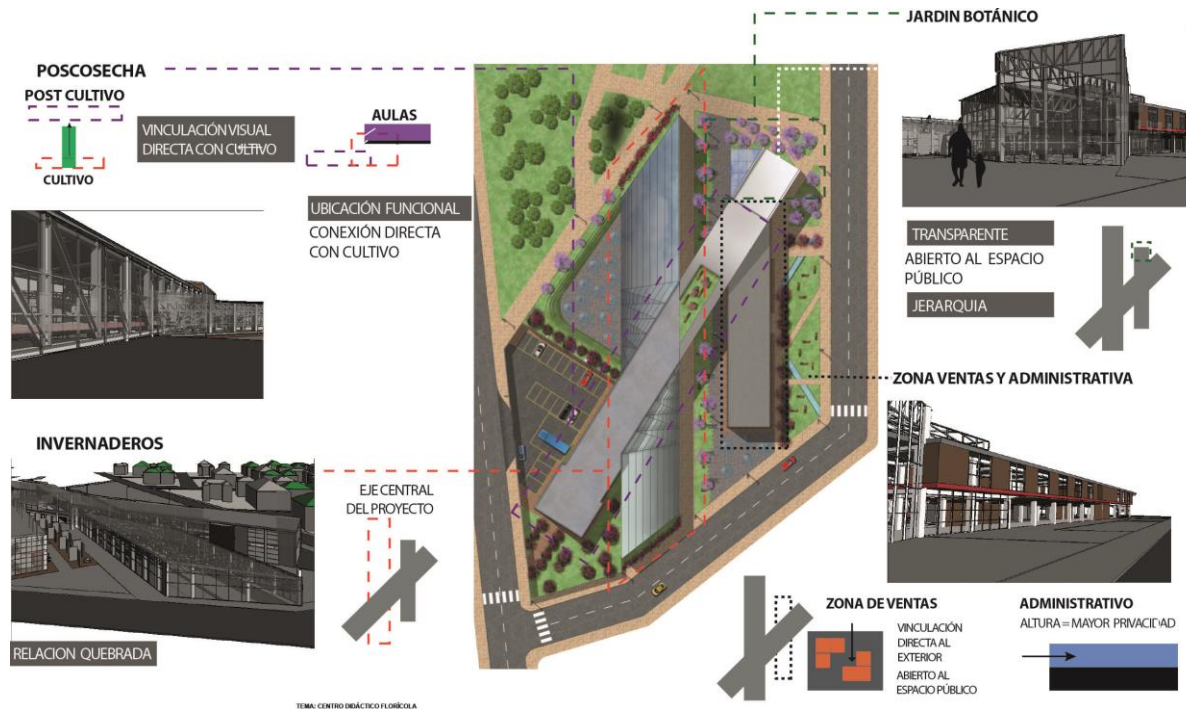 JARDIN BOTÁNICO
POSCOSECHA
POST CULTIVO
VINCULACIÓN VISUAL
DIRECTA CON CULTIVO
CULTIVO
AULAS
UBICACIÓN FUNCIONAL
CONEXIÓN DIRECTA
CON CULTIVO
TRANSPARENTE
ABIERTO AL ESPACIO
PÚBLICO
JERARQUIA
ZONA VENTAS Y ADMINISTRATIVA
INVERNADEROS
EJE CENTRAL
DEL PROYECTO
RELACION QUEBRADA
ZONA DE VENTAS
VINCULACIÓN
DIRECTA AL
EXTERIOR
ABIERTO AL
ESPACIO PÚBLICO
ADMINISTRATIVO
ALTURA = MAYOR PRIVACIDAD
TEMA: CENTRO DIDÁCTICO FLORÍCOLA